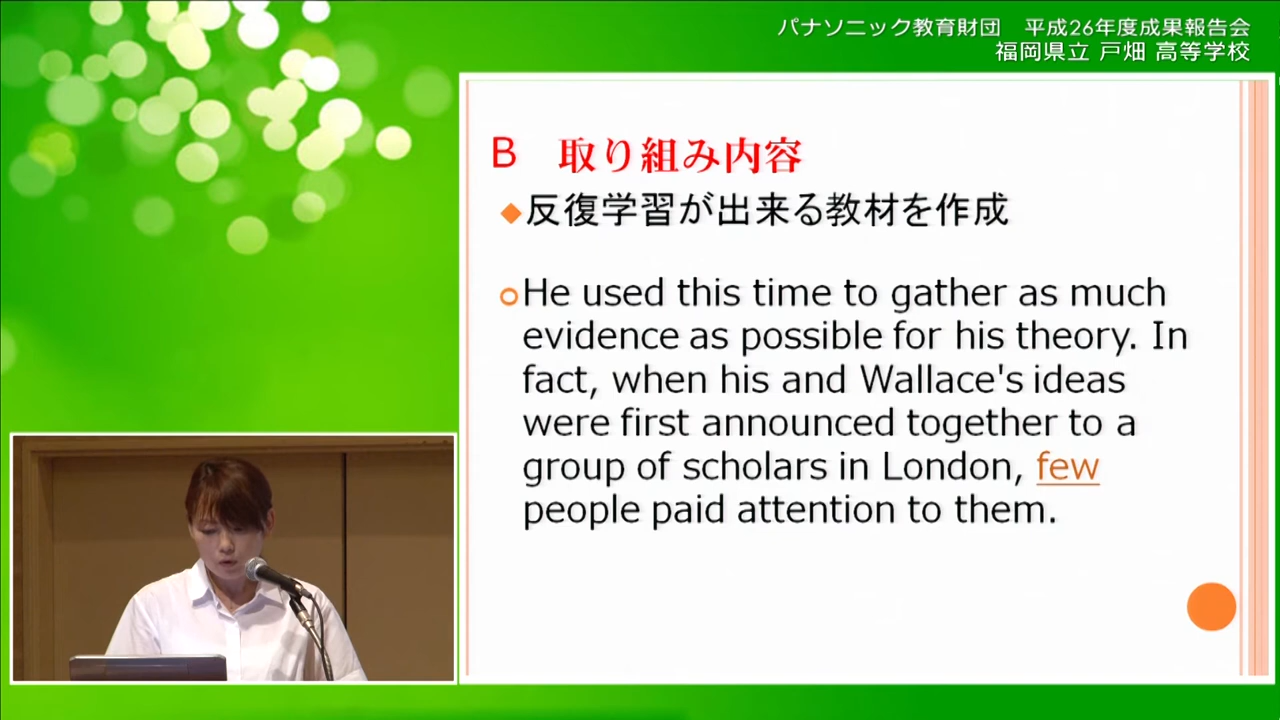 パナソニック教育財団　平成26年度成果報告会
福岡県立 戸畑 高等学校
B　取り組み内容
反復学習が出来る教材を作成
He used this time to gather as much
evidence as possible for his theory. In
fact, when his and Wallace's ideas
were first announced together to a
group of scholars in London, few
people paid attention to them.